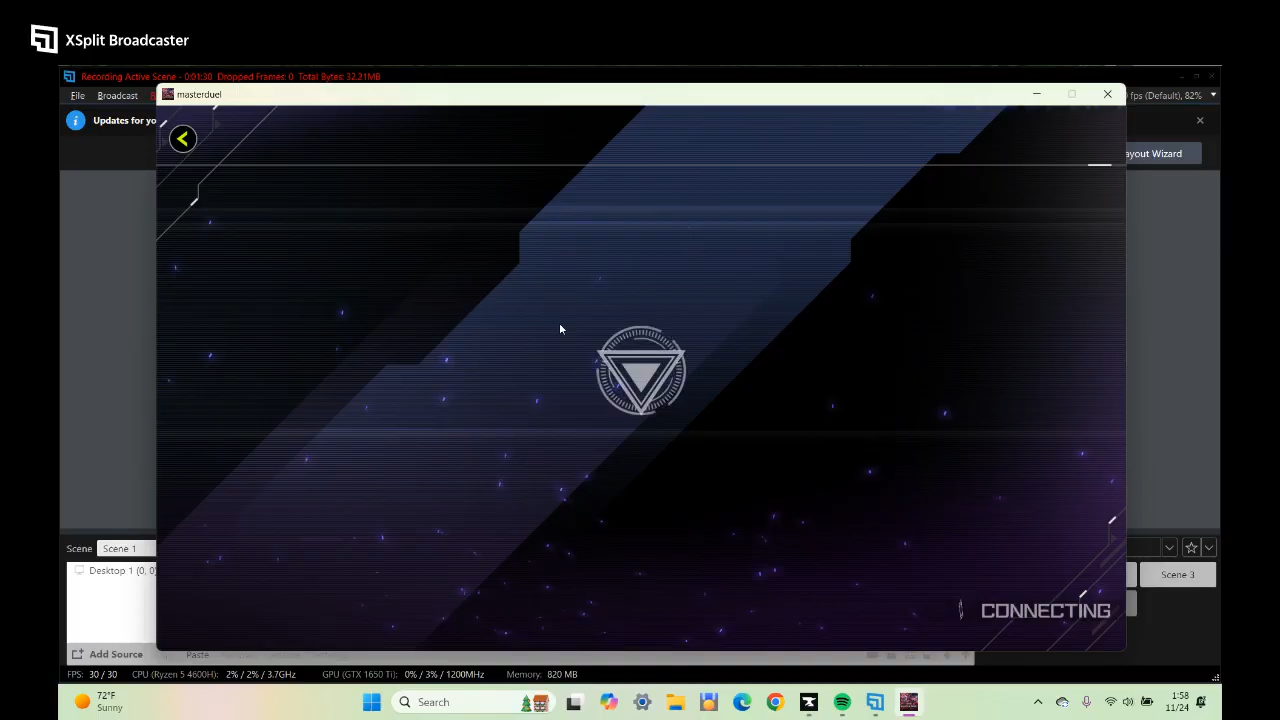 XSplit Broadcaster
Recording Active Scene - 0:01:30 Dropped Frames: 0 Total Bytes: 32.21MB
masterduel
File Broadcast
fps (Default), 82%
Updates for yo
ayout Wizard
CONNECTING
Scene Scene 1
Desktop 1 (0, 0)
Scene 3
Add Source Paste
FPS: 30 / 30 CPU (Ryzen 5 4600H): 2% / 2% / 3.7GHz GPU (GTX 1650 Ti): 0% / 3% / 1200MHz Memory: 820 MB
72°F
Sunny
Search
1:58
11/24